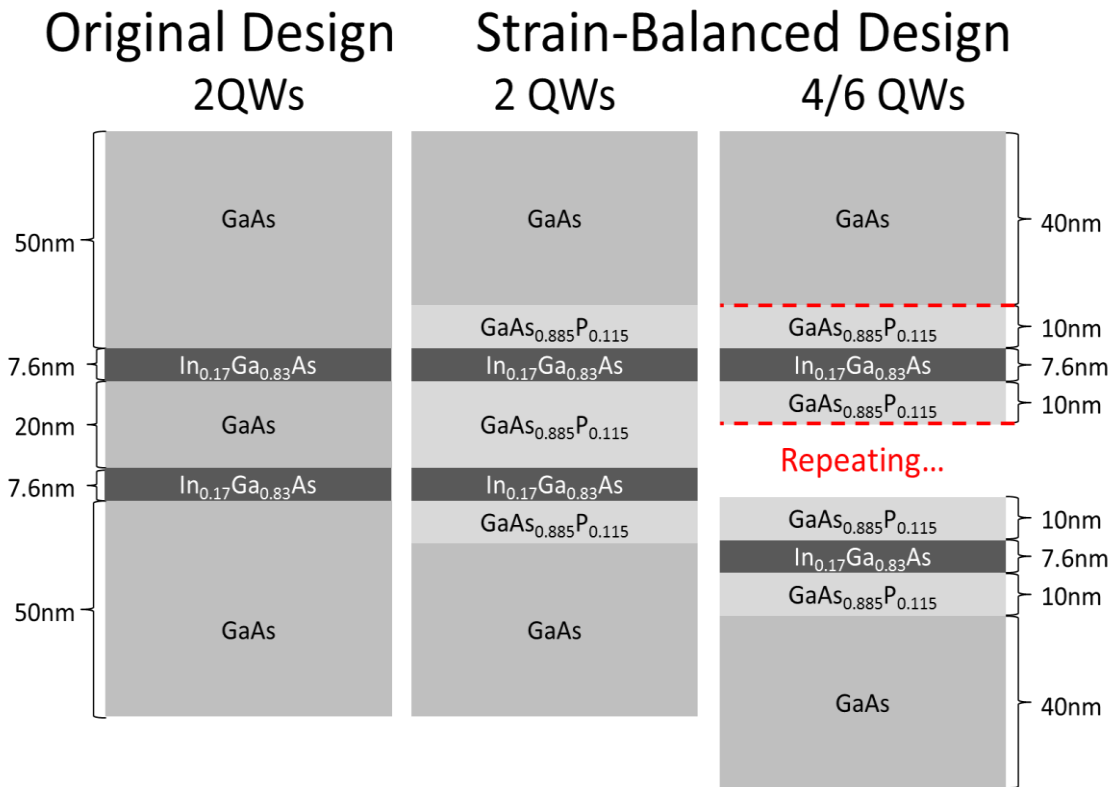 Original Design
Strain-Balanced Design
2QWs
2 QWs
4/6 QWs
50nm
7.6nm
20nm
7.6nm
50nm
GaAs
In0.17Ga0.83As
GaAs
In0.17Ga0.83As
GaAs
GaAs
GaAs0.885P0.115
In0.17Ga0.83As
GaAs0.885P0.115
In0.17Ga0.83As
GaAs0.885P0.115
GaAs
GaAs
GaAs0.885P0.115
In0.17Ga0.83As
GaAs0.885P0.115
Repeating...
GaAs0.885P0.115
In0.17Ga0.83As
GaAs0.885P0.115
GaAs
40nm
10nm
7.6nm
10nm
10nm
7.6nm
10nm
40nm